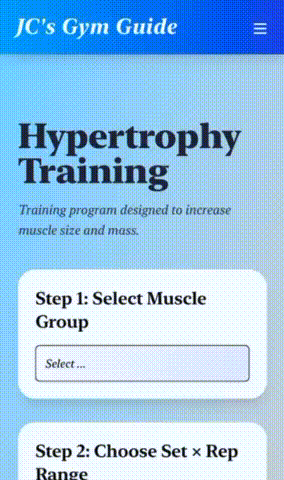 JC's Gym Guide
Hypertrophy
Training
Training program designed to increase
muscle size and mass.
Step 1: Select Muscle
Group
Select ...
Step 2: Choose Set × Rep
Range